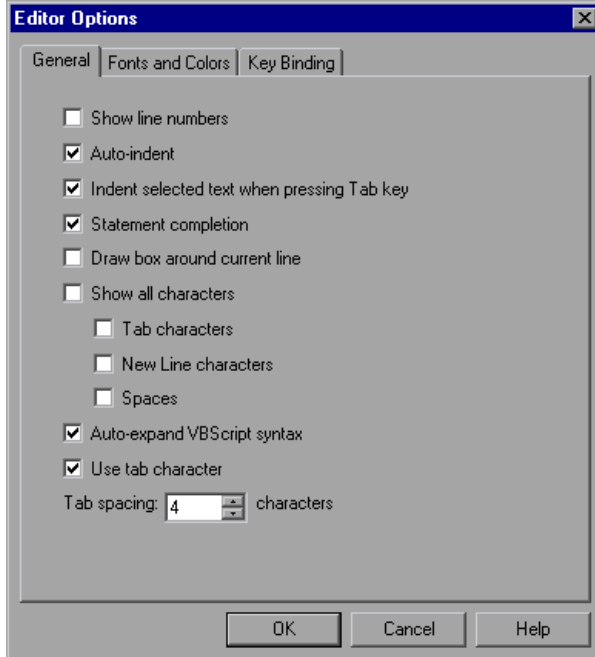 Editor Options
General Fonts and Colors Key Binding
Show line numbers
Auto-indent
Indent selected text when pressing Tab key
Statement completion
Draw box around current line
Show all characters
Tab characters
New Line characters
Spaces
Auto-expand VBScript syntax
Use tab character
Tab spacing: 4 characters
OK Cancel Help